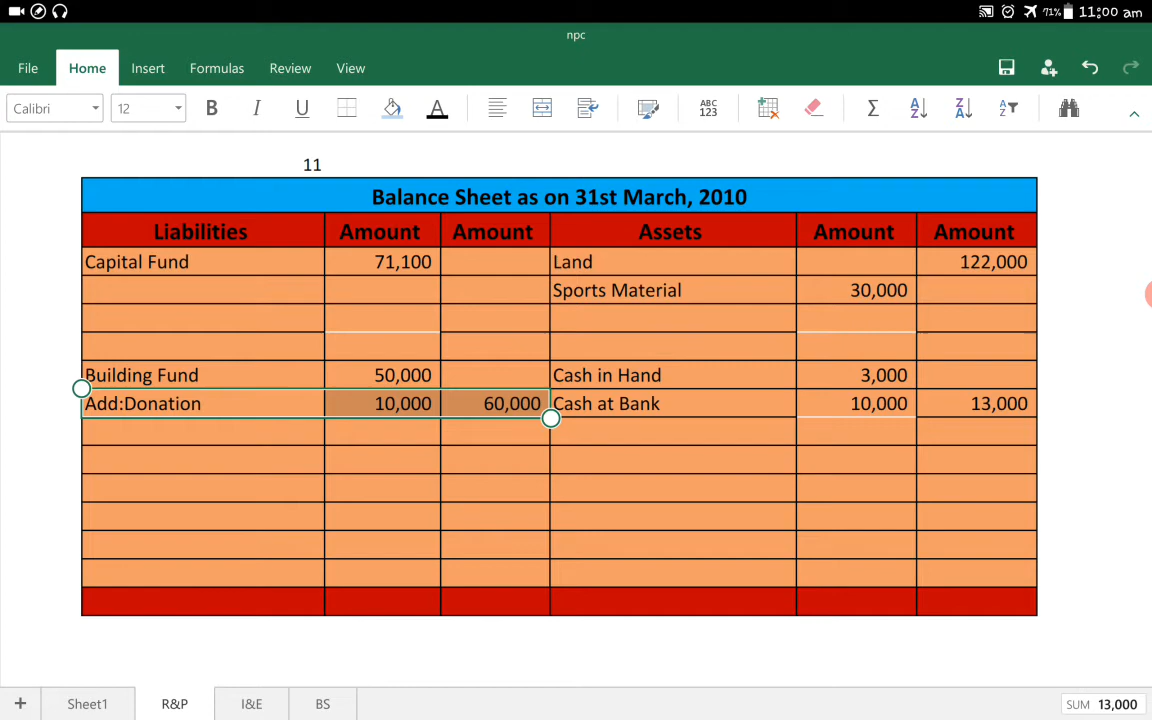 71% 11:00 am
npc
File Home Insert Formulas Review View
Calibri 12 B I U A ABC 123 Σ A Z Z A A Z
11
Balance Sheet as on 31st March, 2010
Liabilities Amount Amount Assets Amount Amount
Capital Fund 71,100 Land 122,000
Sports Material 30,000
Building Fund 50,000 Cash in Hand 3,000
Add:Donation 10,000 60,000 Cash at Bank 10,000 13,000
+ Sheet1 R&P I&E BS SUM 13,000